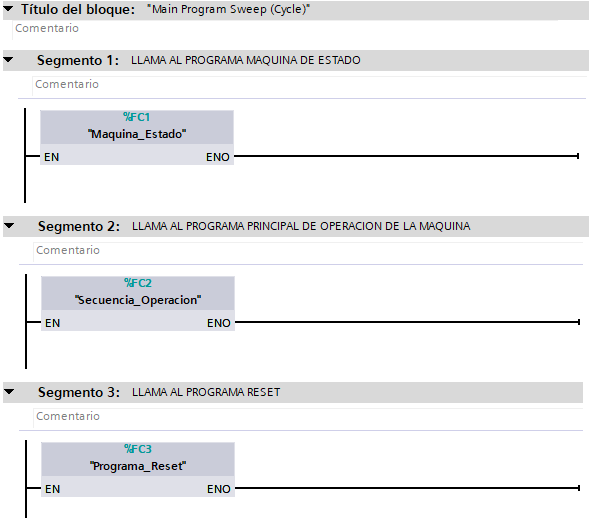 Título del bloque: "Main Program Sweep (Cycle)"
Comentario
Segmento 1: LLAMA AL PROGRAMA MAQUINA DE ESTADO
Comentario
%FC1
"Maquina_Estado"
EN ENO
Segmento 2: LLAMA AL PROGRAMA PRINCIPAL DE OPERACION DE LA MAQUINA
Comentario
%FC2
"Secuencia_Operacion"
EN ENO
Segmento 3: LLAMA AL PROGRAMA RESET
Comentario
%FC3
"Programa_Reset"
EN ENO